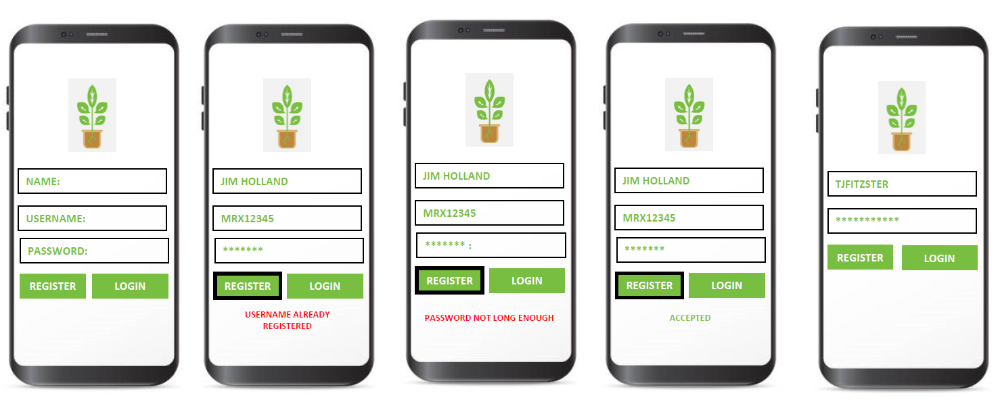 NAME:
USERNAME:
PASSWORD:
REGISTER
LOGIN
JIM HOLLAND
MRX12345
*******
REGISTER
LOGIN
USERNAME ALREADY
REGISTERED
JIM HOLLAND
MRX12345
******* :
REGISTER
LOGIN
PASSWORD NOT LONG ENOUGH
JIM HOLLAND
MRX12345
*******
REGISTER
LOGIN
ACCEPTED
TJFITZSTER
***********
REGISTER
LOGIN